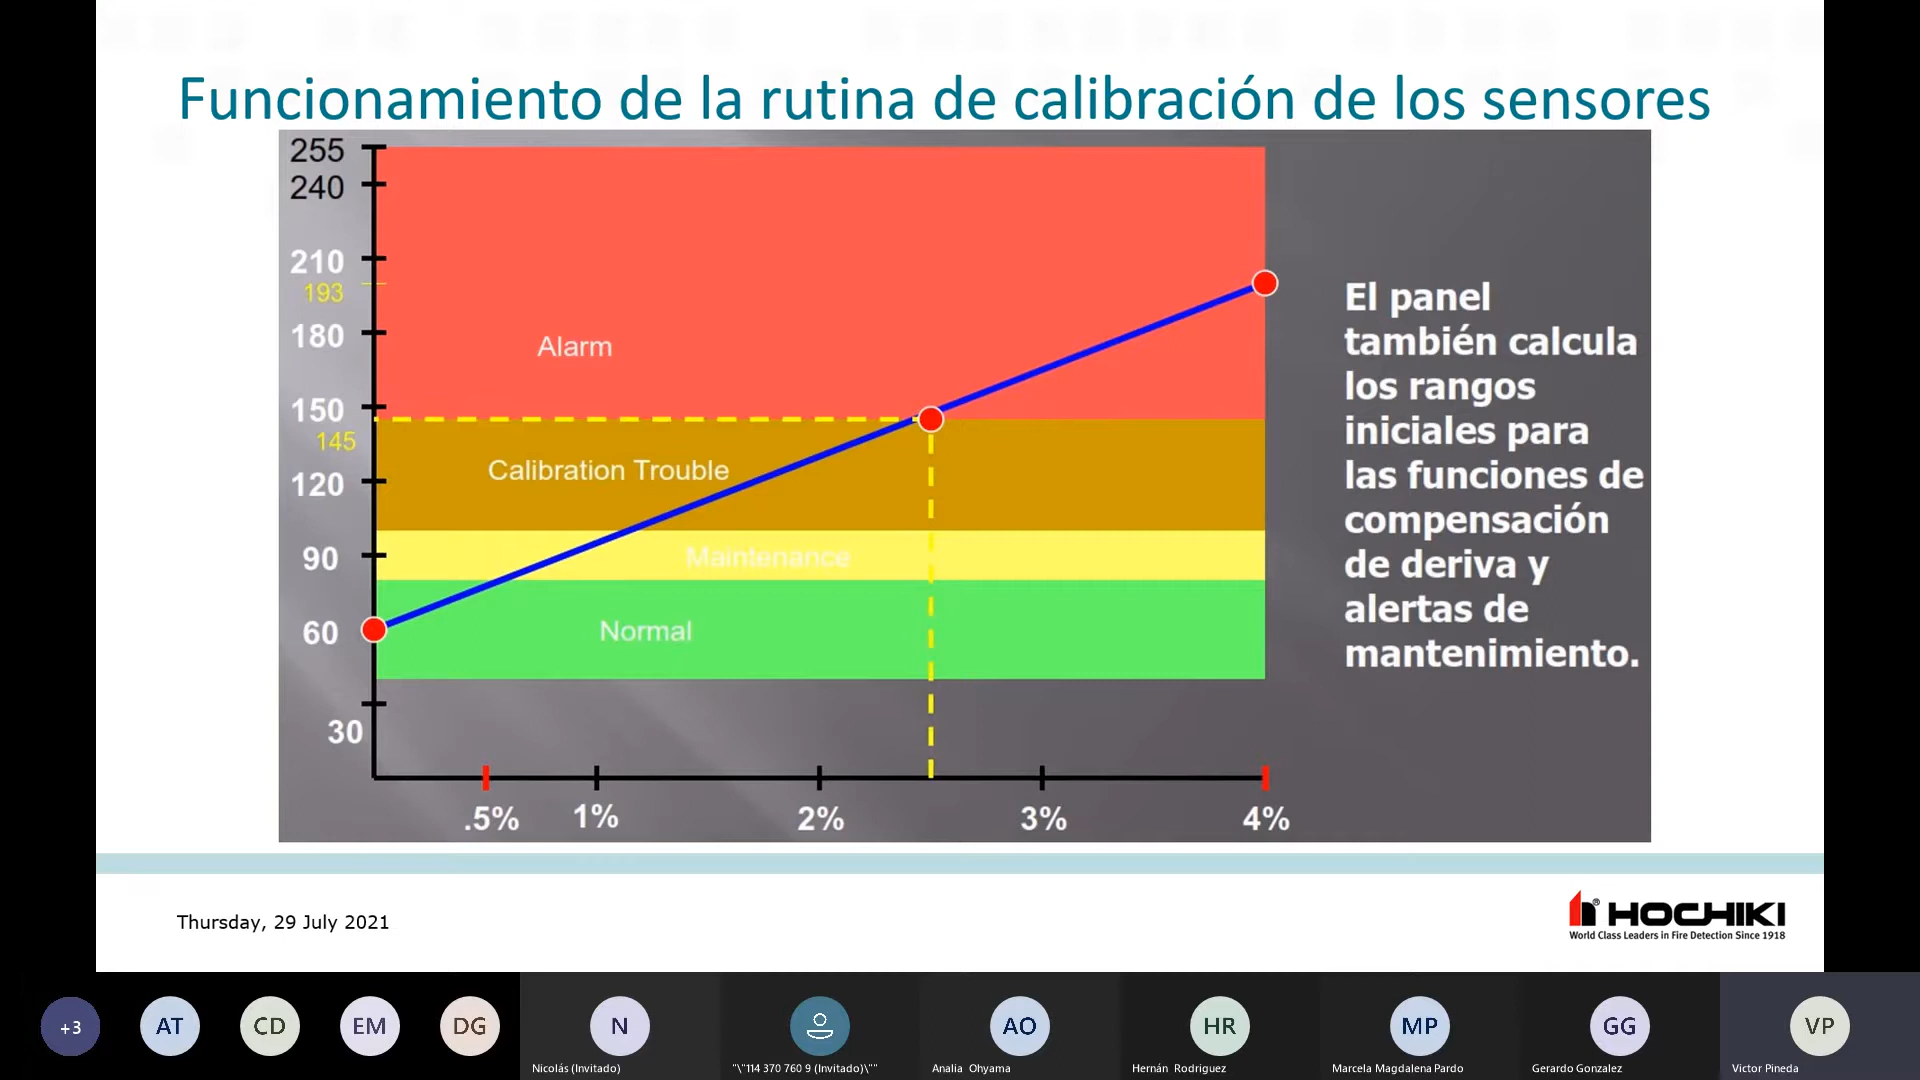 Funcionamiento de la rutina de calibración de los sensores
255
240
210
193
180
150
145
120
90
60
30
Alarm
Calibration Trouble
Maintenance
Normal
.5% 1% 2% 3% 4%
El panel
también calcula
los rangos
iniciales para
las funciones de
compensación
de deriva y
alertas de
mantenimiento.
Thursday, 29 July 2021
® HOCHIKI
World Class Leaders in Fire Detection Since 1918
+3 AT CD EM DG N AO HR MP GG VP
Nicolás (Invitado) "\"114 370 760 9 (Invitado)\"" Analia Ohyama Hernán Rodriguez Marcela Magdalena Pardo Gerardo Gonzalez Victor Pineda